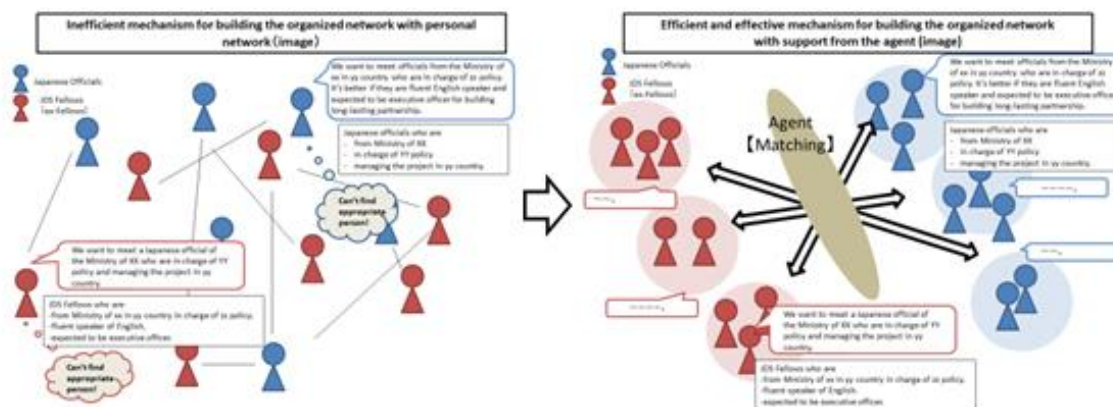 Inefficient mechanism for building the organized network with personal
network (image)
Japanese Officials
JDS Fellows
(ex Fellows)
We want to meet officials from the Ministry of
xx in yy country who are in charge of zz policy.
It's better if they are fluent English speaker and
expected to be executive officer for building
long-lasting partnership.
Japanese officials who are
- from Ministry of XX
- in charge of YY policy
- managing the project in yy country.
Can't find
appropriate
person!
We want to meet a Japanese official of
the Ministry of XX who are in charge of YY
policy and managing the project in yy
country.
JDS Fellows who are
-from Ministry of xx in yy country in charge of zz policy.
-fluent speaker of English.
-expected to be executive officer.
Can't find
appropriate
person!
Efficient and effective mechanism for building the organized network
with support from the agent (image)
Japanese Officials
JDS Fellows
(ex Fellows)
We want to meet officials from the Ministry of
xx in yy country who are in charge of zz policy.
It's better if they are fluent English speaker and
expected to be executive officer for building
long-lasting partnership.
Agent
【Matching】
Japanese officials who are
- from Ministry of XX
- in charge of YY policy
- managing the project in yy country.
We want to meet a Japanese official of
the Ministry of XX who are in charge of YY
policy and managing the project in yy
country.
JDS Fellows who are
-from Ministry of xx in yy country in charge of zz policy.
-fluent speaker of English.
-expected to be executive officer.